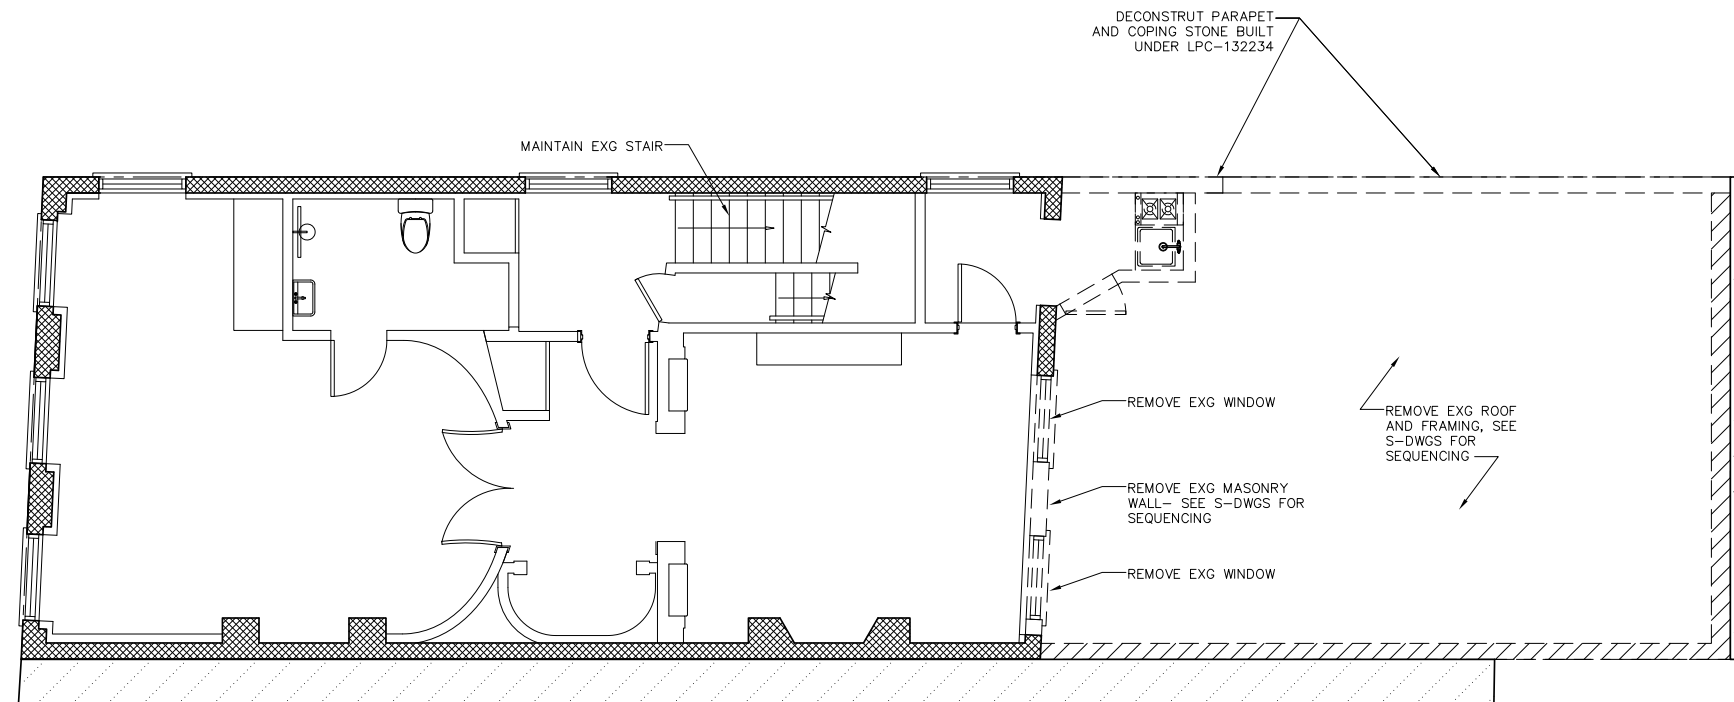 DECONSTRUT PARAPET
AND COPING STONE BUILT
UNDER LPC-132234
MAINTAIN EXG STAIR
REMOVE EXG WINDOW
REMOVE EXG ROOF
AND FRAMING, SEE
S-DWGS FOR
SEQUENCING
REMOVE EXG MASONRY
WALL- SEE S-DWGS FOR
SEQUENCING
REMOVE EXG WINDOW